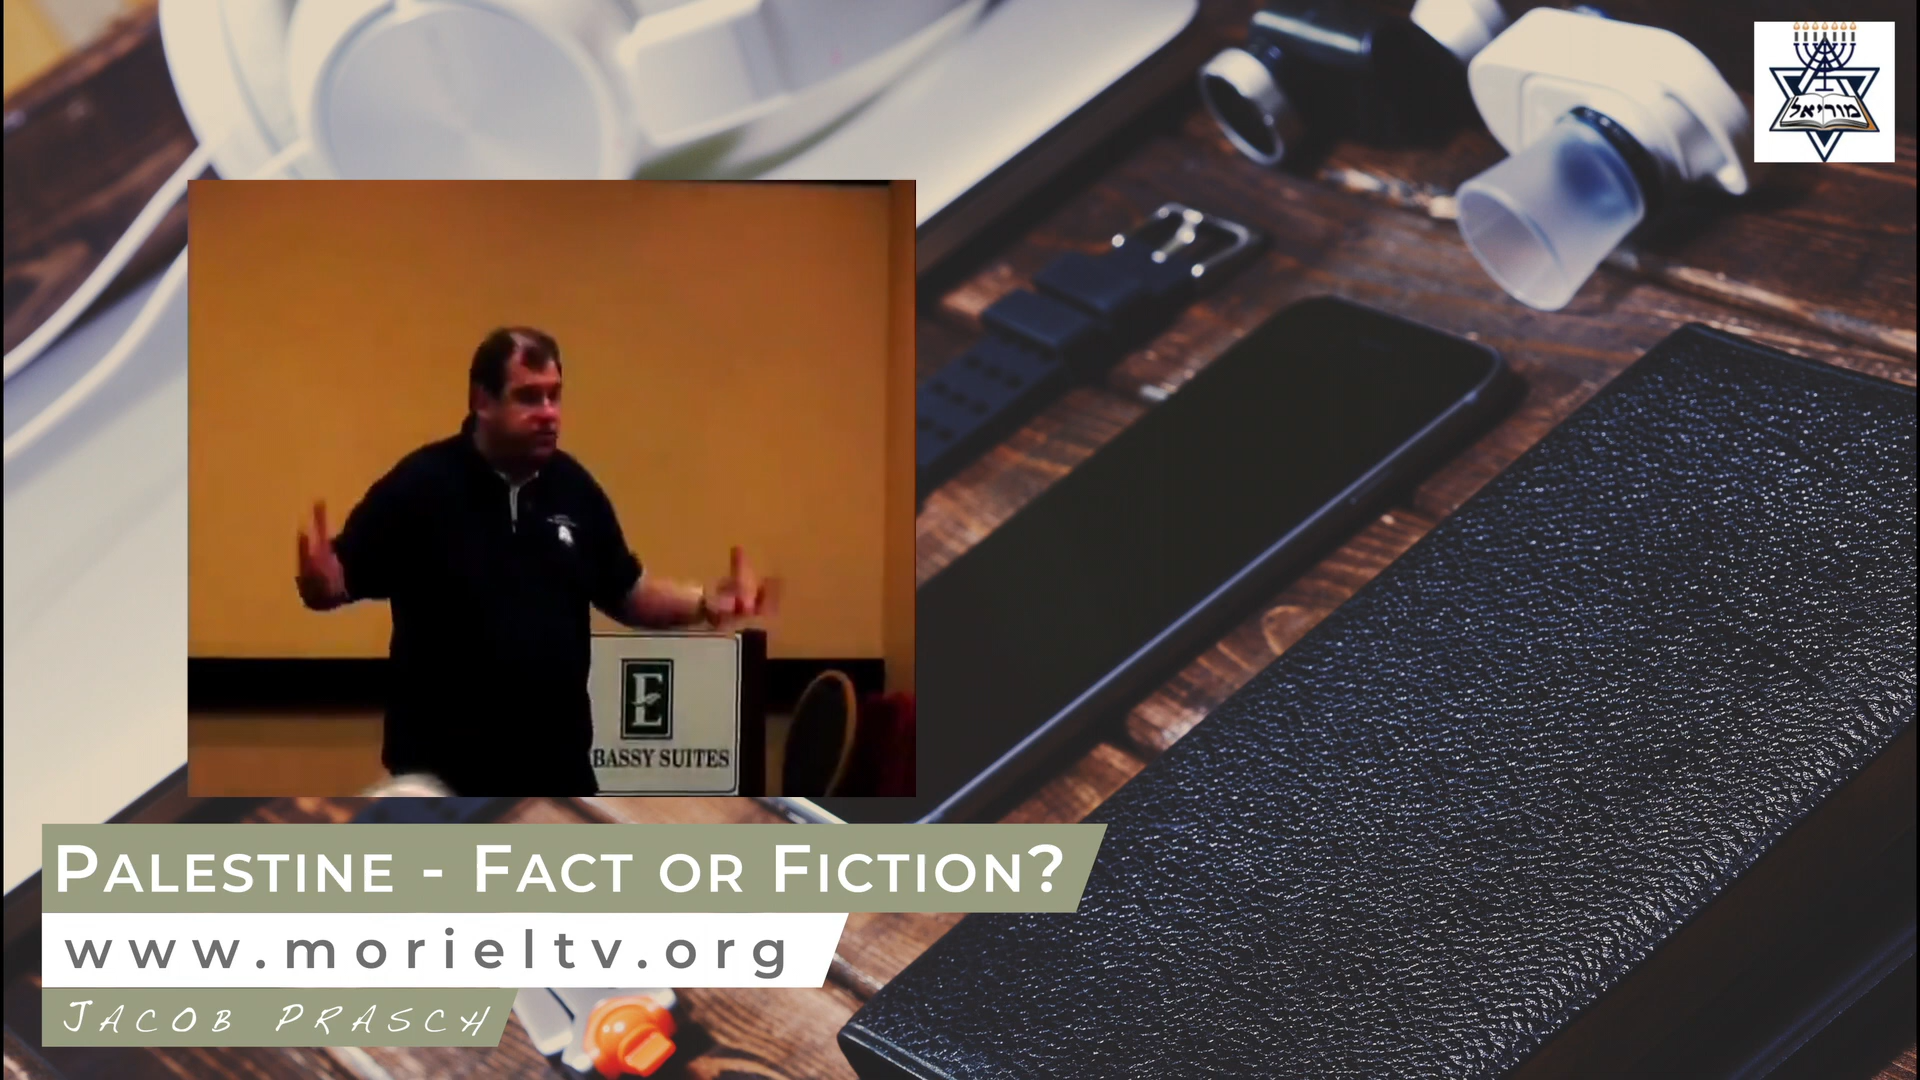 מוריאל
E
BASSY SUITES
PALESTINE - FACT OR FICTION?
www.morieltv.org
JACOB PRASCH